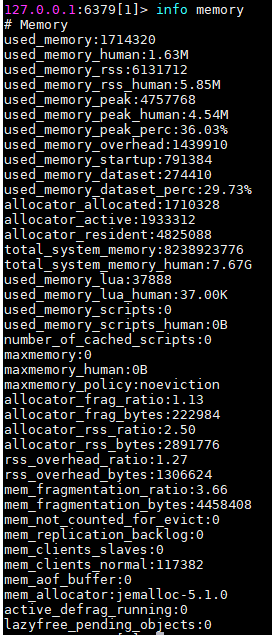 127.0.0.1:6379[1]> info memory
# Memory
used_memory:1714320
used_memory_human:1.63M
used_memory_rss:6131712
used_memory_rss_human:5.85M
used_memory_peak:4757768
used_memory_peak_human:4.54M
used_memory_peak_perc:36.03%
used_memory_overhead:1439910
used_memory_startup:791384
used_memory_dataset:274410
used_memory_dataset_perc:29.73%
allocator_allocated:1710328
allocator_active:1933312
allocator_resident:4825088
total_system_memory:8238923776
total_system_memory_human:7.67G
used_memory_lua:37888
used_memory_lua_human:37.00K
used_memory_scripts:0
used_memory_scripts_human:0B
number_of_cached_scripts:0
maxmemory:0
maxmemory_human:0B
maxmemory_policy:noeviction
allocator_frag_ratio:1.13
allocator_frag_bytes:222984
allocator_rss_ratio:2.50
allocator_rss_bytes:2891776
rss_overhead_ratio:1.27
rss_overhead_bytes:1306624
mem_fragmentation_ratio:3.66
mem_fragmentation_bytes:4458408
mem_not_counted_for_evict:0
mem_replication_backlog:0
mem_clients_slaves:0
mem_clients_normal:117382
mem_aof_buffer:0
mem_allocator:jemalloc-5.1.0
active_defrag_running:0
lazyfree_pending_objects:0